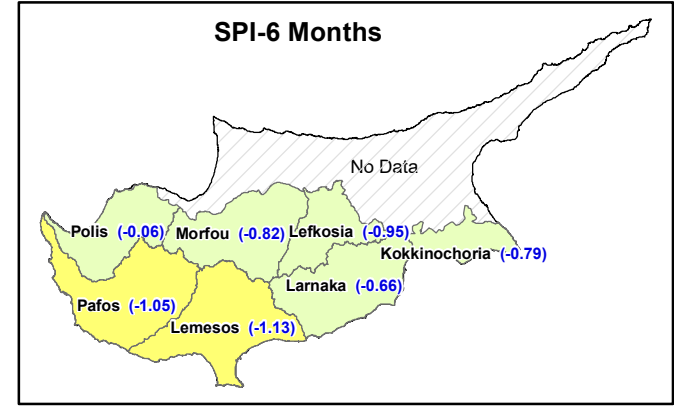 SPI-6 Months
No Data
Polis (-0.06)
Morfou (-0.82)
Lefkosia (-0.95)
Kokkinochoria (-0.79)
Larnaka (-0.66)
Pafos (-1.05)
Lemesos (-1.13)